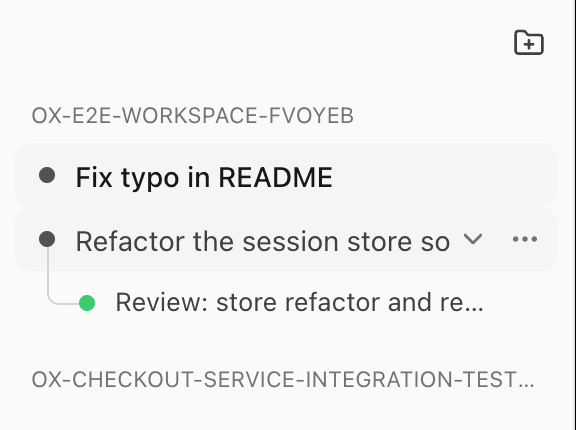 OX-E2E-WORKSPACE-FVOYEB
Fix typo in README
Refactor the session store so
Review: store refactor and re...
OX-CHECKOUT-SERVICE-INTEGRATION-TEST...